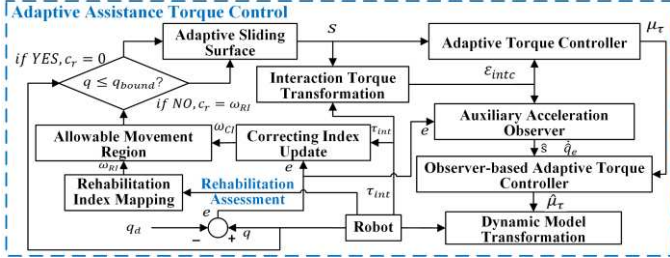 Adaptive Assistance Torque Control
if YES, c_r = 0
q ≤ q_bound?
if NO, c_r = ω_RI
Adaptive Sliding
Surface
S
Adaptive Torque Controller
μ_τ
Interaction Torque
Transformation
ε_intc
Auxiliary Acceleration
Observer
e
ŝ
q̂̇_e
Allowable Movement
Region
ω_CI
Correcting Index
Update
τ_int
e
ω_RI
Rehabilitation
Index Mapping
Rehabilitation
Assessment
e
τ_int
Observer-based Adaptive Torque
Controller
μ̂_τ
q_d
−
+
q
Robot
Dynamic Model
Transformation